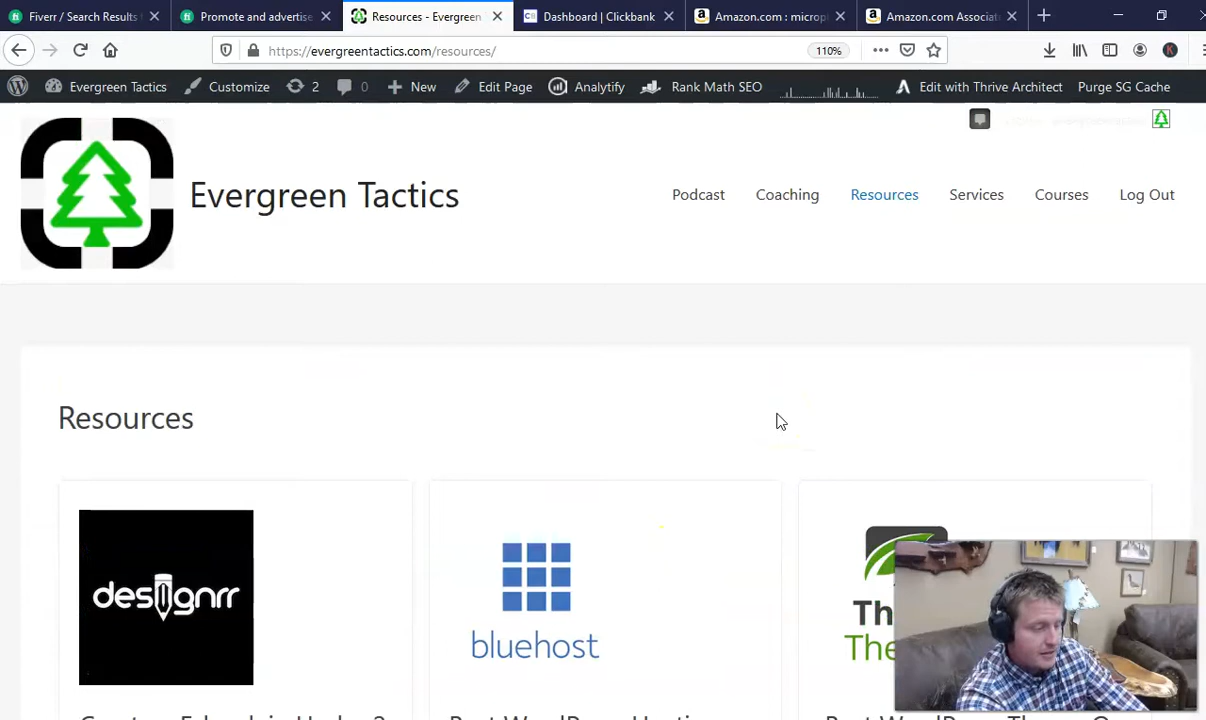 Fiverr / Search Results
Promote and advertise
Resources - Evergreen
Dashboard | Clickbank
Amazon.com : microp
Amazon.com Associat
https://evergreentactics.com/resources/
110%
Evergreen Tactics
Customize
2
0
New
Edit Page
Analytify
Rank Math SEO
Edit with Thrive Architect
Purge SG Cache
Evergreen Tactics
Podcast
Coaching
Resources
Services
Courses
Log Out
Resources
designrr
bluehost